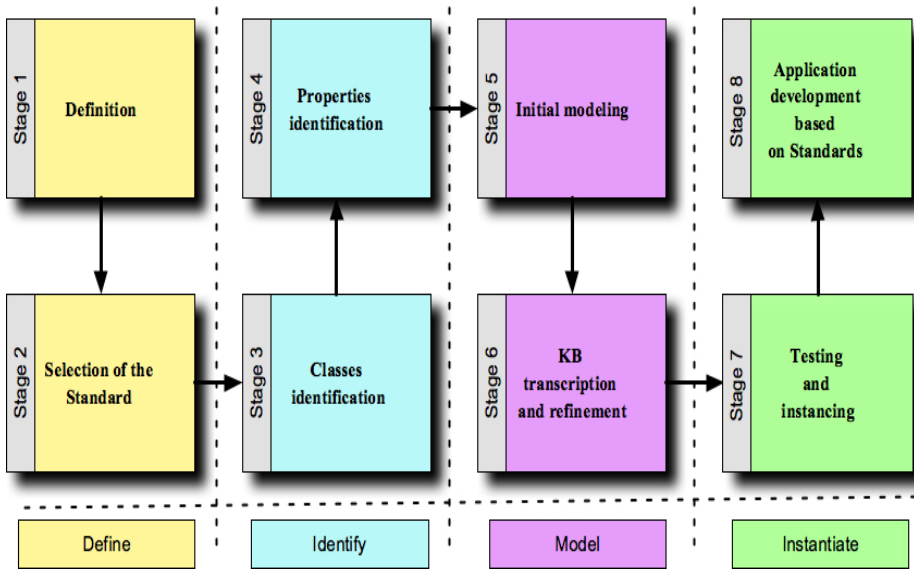 Stage 1
Definition
Stage 2
Selection of the
Standard
Stage 3
Classes
identification
Stage 4
Properties
identification
Stage 5
Initial modeling
Stage 6
KB
transcription
and refinement
Stage 7
Testing
and
instancing
Stage 8
Application
development
based
on Standards
Define
Identify
Model
Instantiate